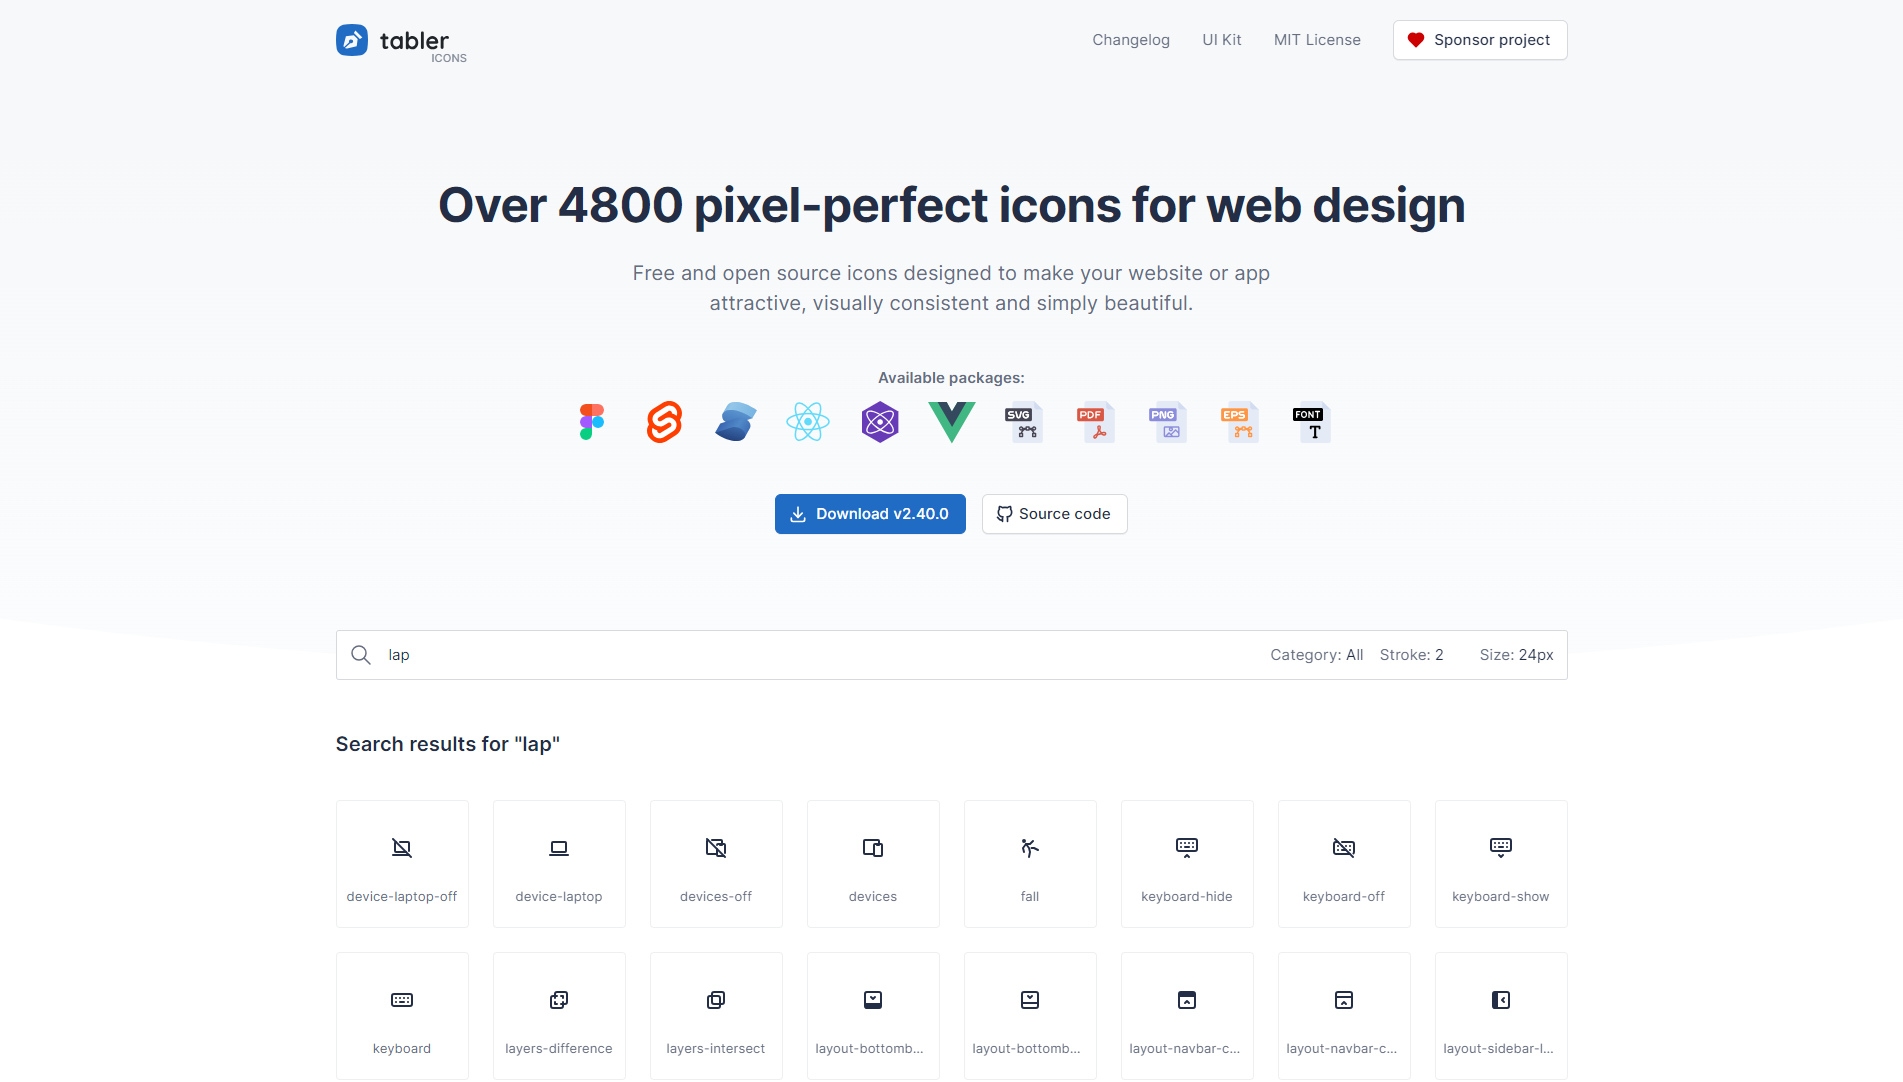 tabler
ICONS
Changelog
UI Kit
MIT License
Sponsor project
Over 4800 pixel-perfect icons for web design
Free and open source icons designed to make your website or app
attractive, visually consistent and simply beautiful.
Available packages:
SVG
PDF
PNG
EPS
FONT
T
Download v2.40.0
Source code
lap
Category: All
Stroke: 2
Size: 24px
Search results for "lap"
device-laptop-off
device-laptop
devices-off
devices
fall
keyboard-hide
keyboard-off
keyboard-show
keyboard
layers-difference
layers-intersect
layout-bottomb...
layout-bottomb...
layout-navbar-c...
layout-navbar-c...
layout-sidebar-l...